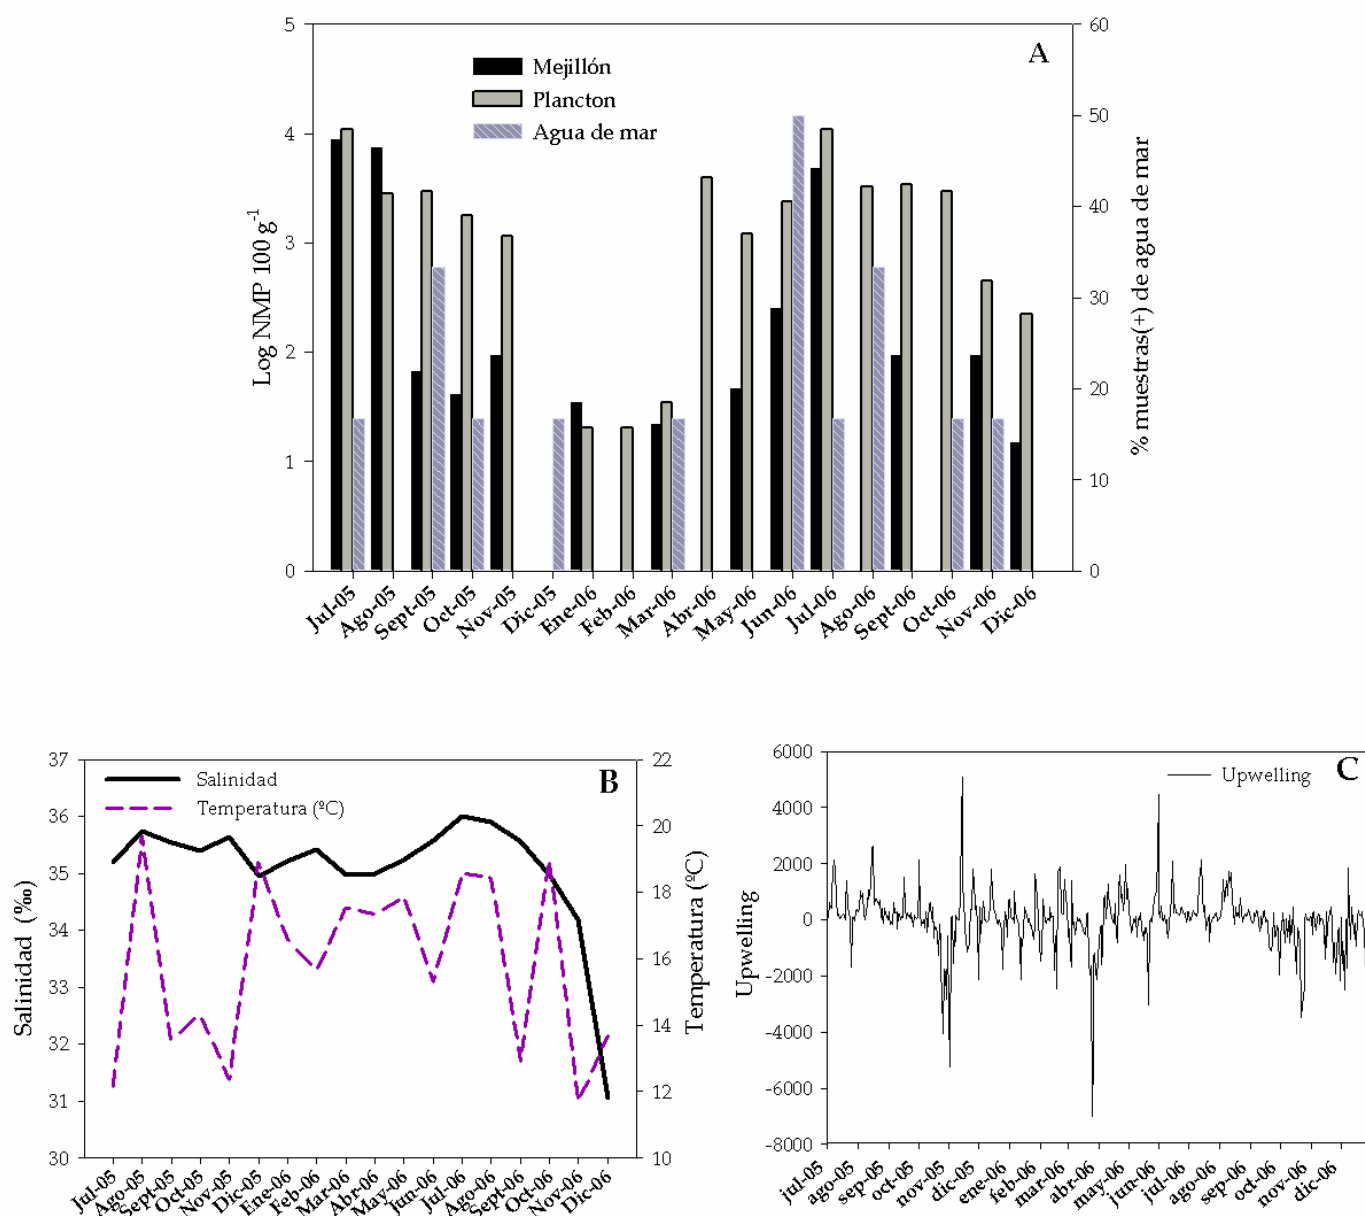 A
Mejillón
Plancton
Agua de mar
5
4
3
2
1
0
Log NMP 100 g-1
60
50
40
30
20
10
0
% muestras(+) de agua de mar
Jul-05
Ago-05
Sept-05
Oct-05
Nov-05
Dic-05
Ene-06
Feb-06
Mar-06
Abr-06
May-06
Jun-06
Jul-06
Ago-06
Sept-06
Oct-06
Nov-06
Dic-06
B
Salinidad
Temperatura (ºC)
37
36
35
34
33
32
31
30
Salinidad (‰)
22
20
18
16
14
12
10
Temperatura (ºC)
Jul-05
Ago-05
Sept-05
Oct-05
Nov-05
Dic-05
Ene-06
Feb-06
Mar-06
Abr-06
May-06
Jun-06
Jul-06
Ago-06
Sept-06
Oct-06
Nov-06
Dic-06
C
Upwelling
6000
4000
2000
0
-2000
-4000
-6000
-8000
Upwelling
jul-05
ago-05
sep-05
oct-05
nov-05
dic-05
ene-06
feb-06
mar-06
abr-06
may-06
jun-06
jul-06
ago-06
sep-06
oct-06
nov-06
dic-06